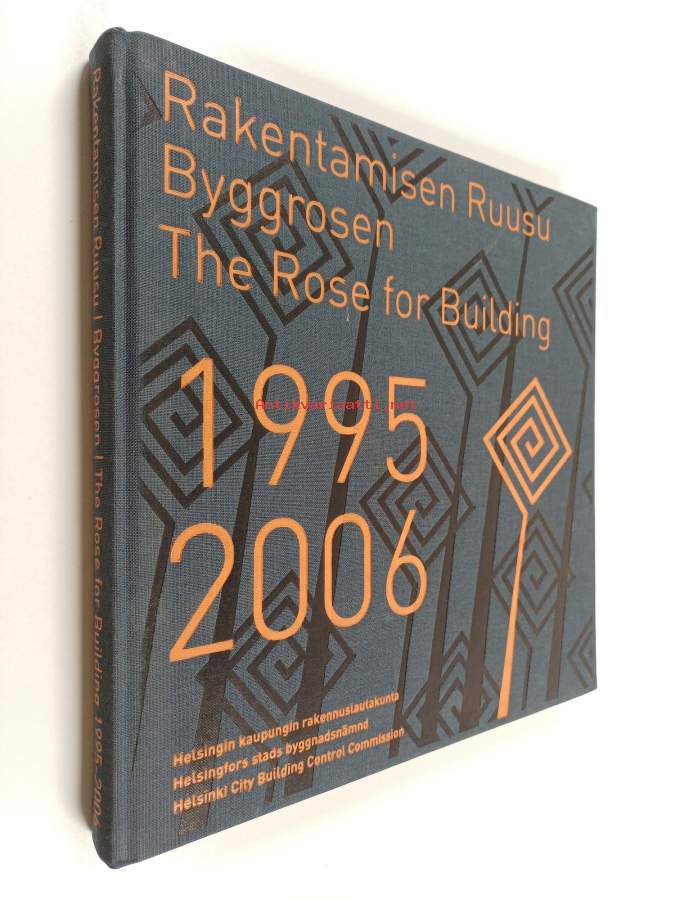 Rakentamisen Ruusu
Byggrosen
The Rose for Building
1995
2006
Antikvariaatti.net
Helsingin kaupungin rakennuslautakunta
Helsingfors stads byggnadsnämnd
Helsinki City Building Control Commission
Rakentamisen Ruusu | Byggrosen | The Rose for Building 1995-2006